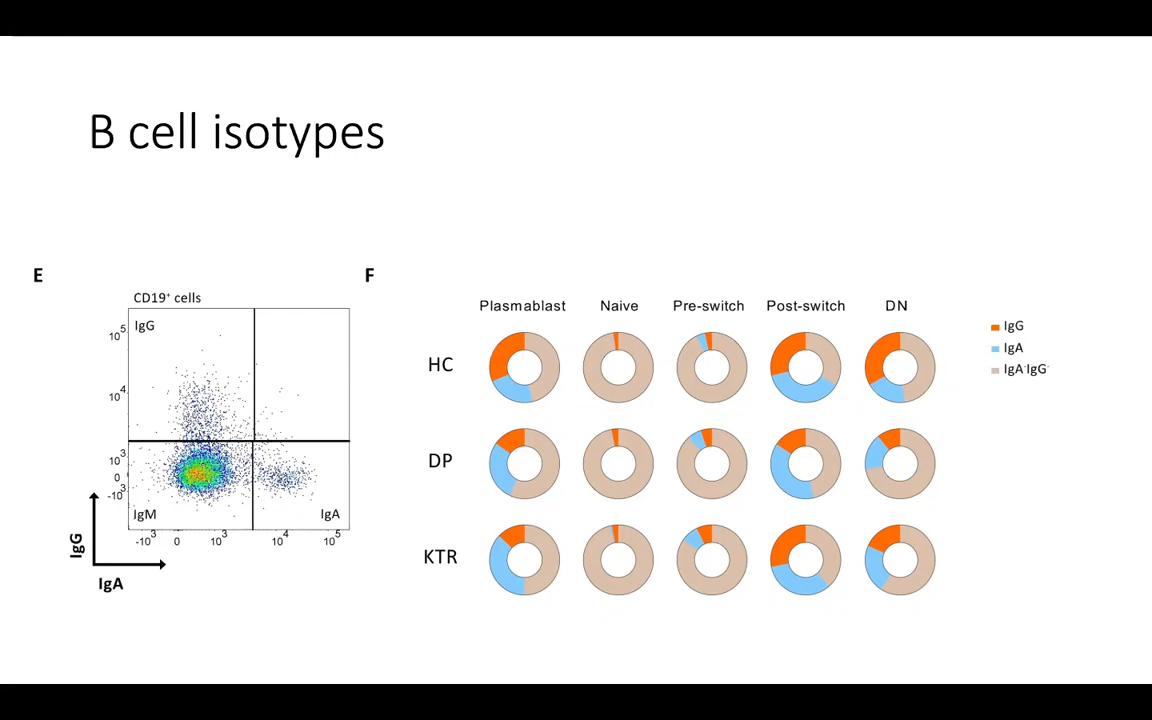 B cell isotypes
E
CD19⁺ cells
IgG
10⁵
10⁴
10³
0
-10³
IgM
IgA
-10³ 0 10³ 10⁴ 10⁵
IgG
IgA
F
Plasmablast Naive Pre-switch Post-switch DN
HC
DP
KTR
IgG
IgA
IgA⁻IgG⁻